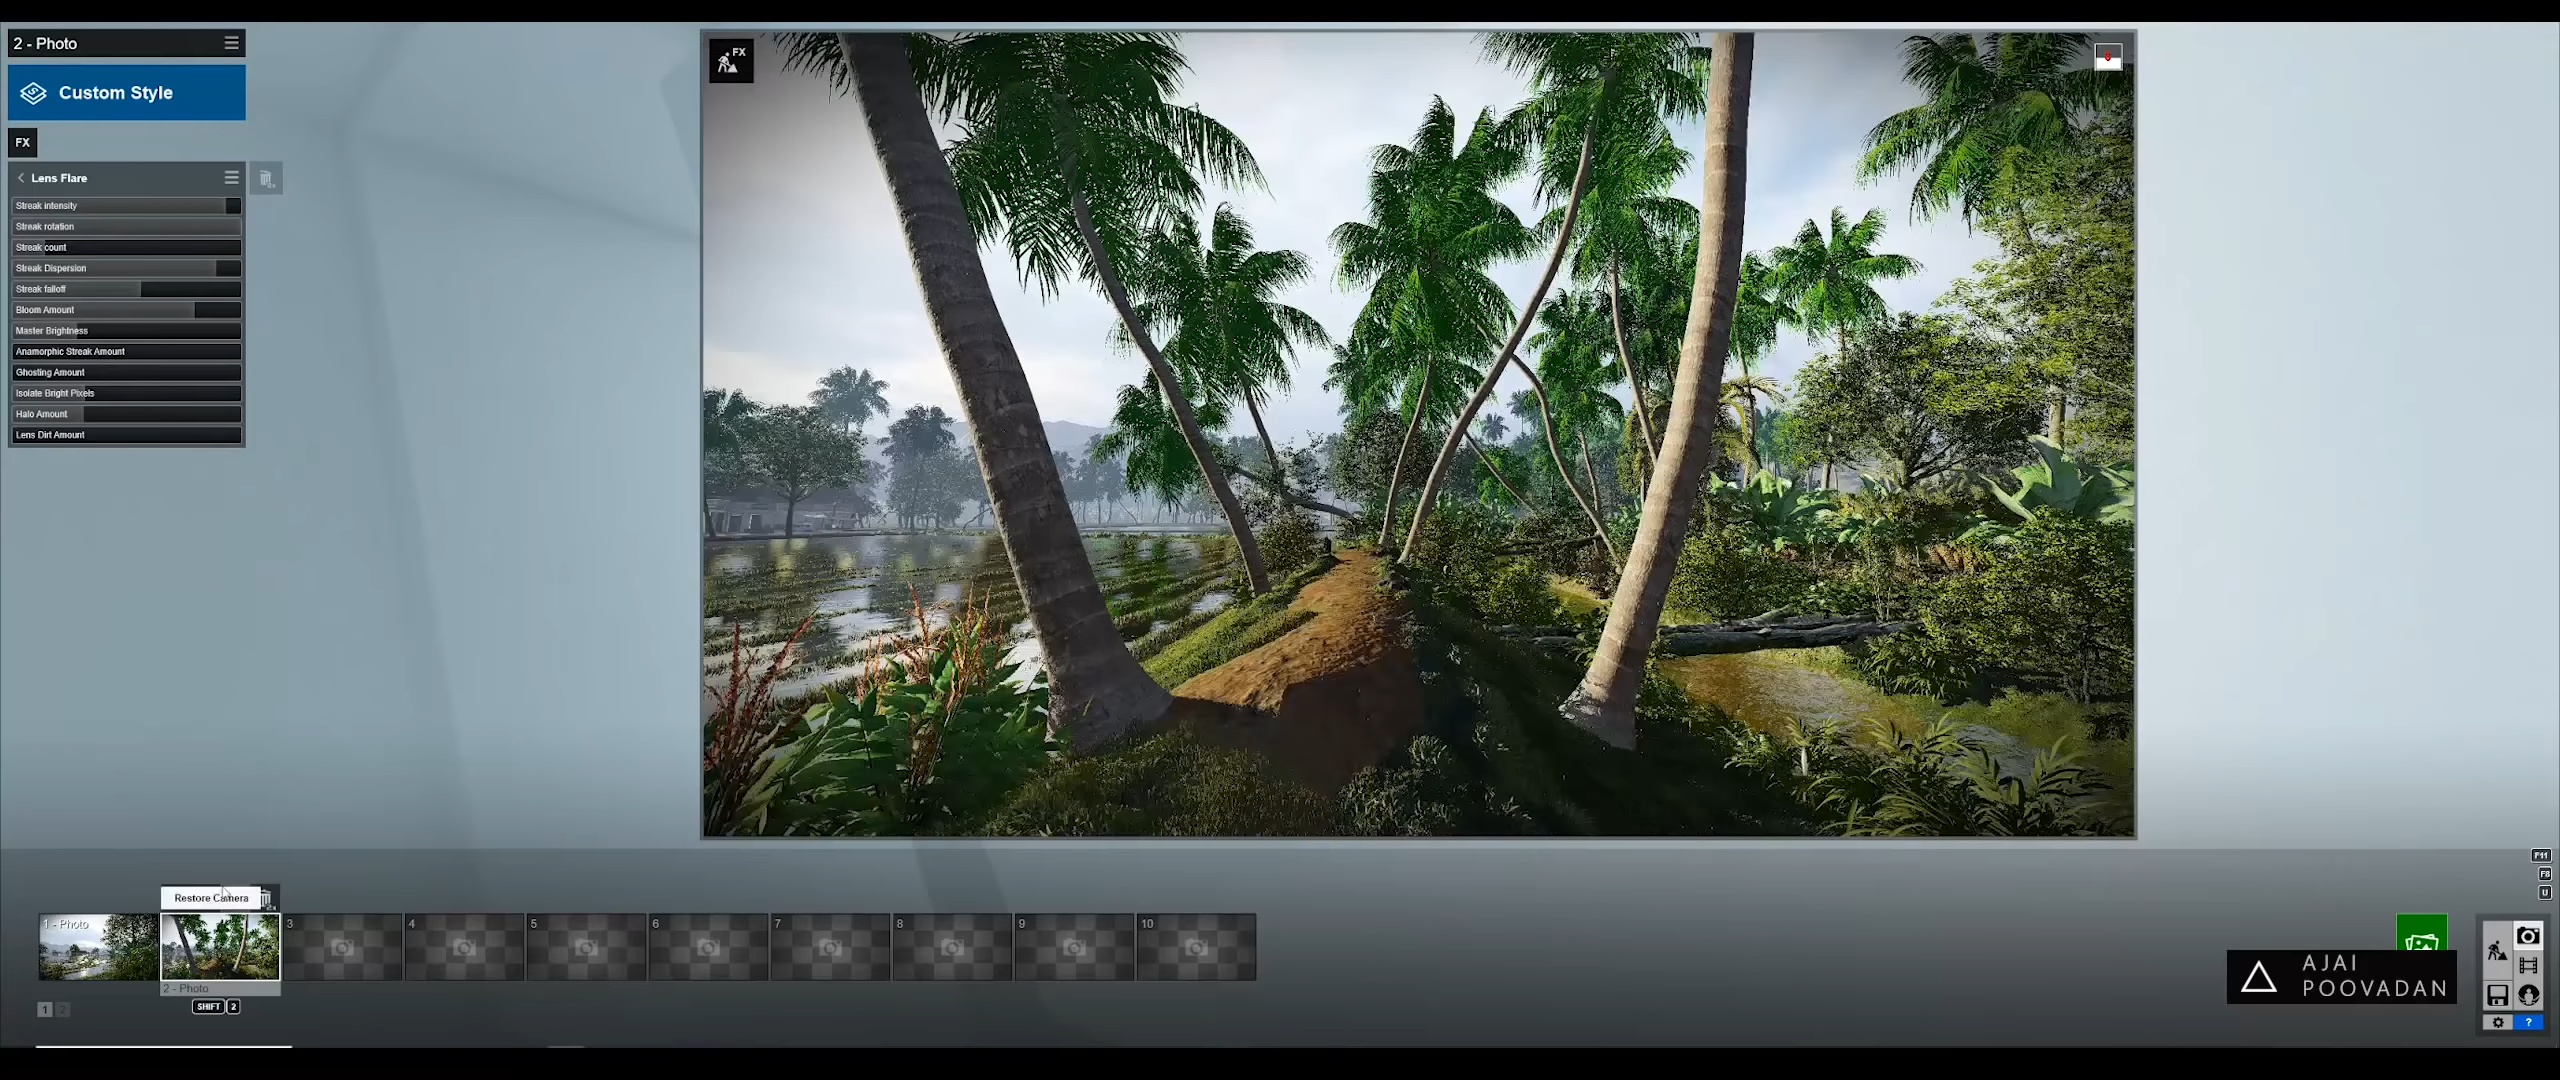 2 - Photo
Custom Style
FX
Lens Flare
Streak intensity
Streak rotation
Streak count
Streak Dispersion
Streak falloff
Bloom Amount
Master Brightness
Anamorphic Streak Amount
Ghosting Amount
Isolate Bright Pixels
Halo Amount
Lens Dirt Amount
FX
F11
F8
U
Restore Camera
1 - Photo
3
4
5
6
7
8
9
10
2 - Photo
SHIFT 2
1 2
AJAI
POOVADAN
?